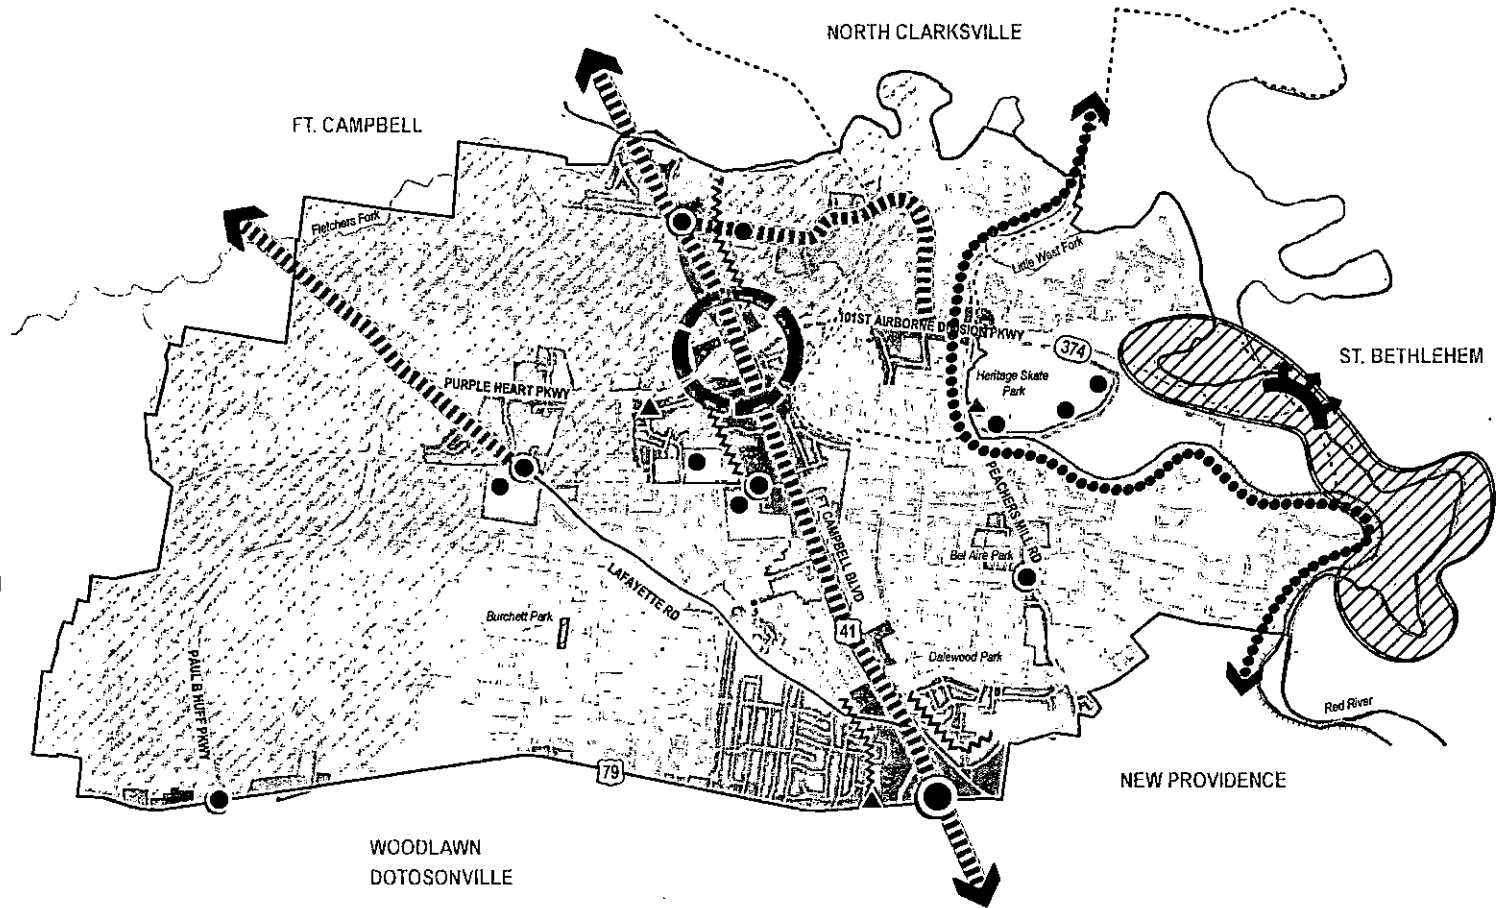 NORTH CLARKSVILLE
FT. CAMPBELL
Fletchers Fork
Little West Fork
101ST AIRBORNE DIVISION PKWY
374
ST. BETHLEHEM
Heritage Skate
Park
PURPLE HEART PKWY
PEACHERS MILL RD
FT CAMPBELL BLVD
Bel Aire Park
LAFAYETTE RD
Burchett Park
41
Dalewood Park
PAUL B HUFF PKWY
Red River
79
NEW PROVIDENCE
WOODLAWN
DOTOSONVILLE